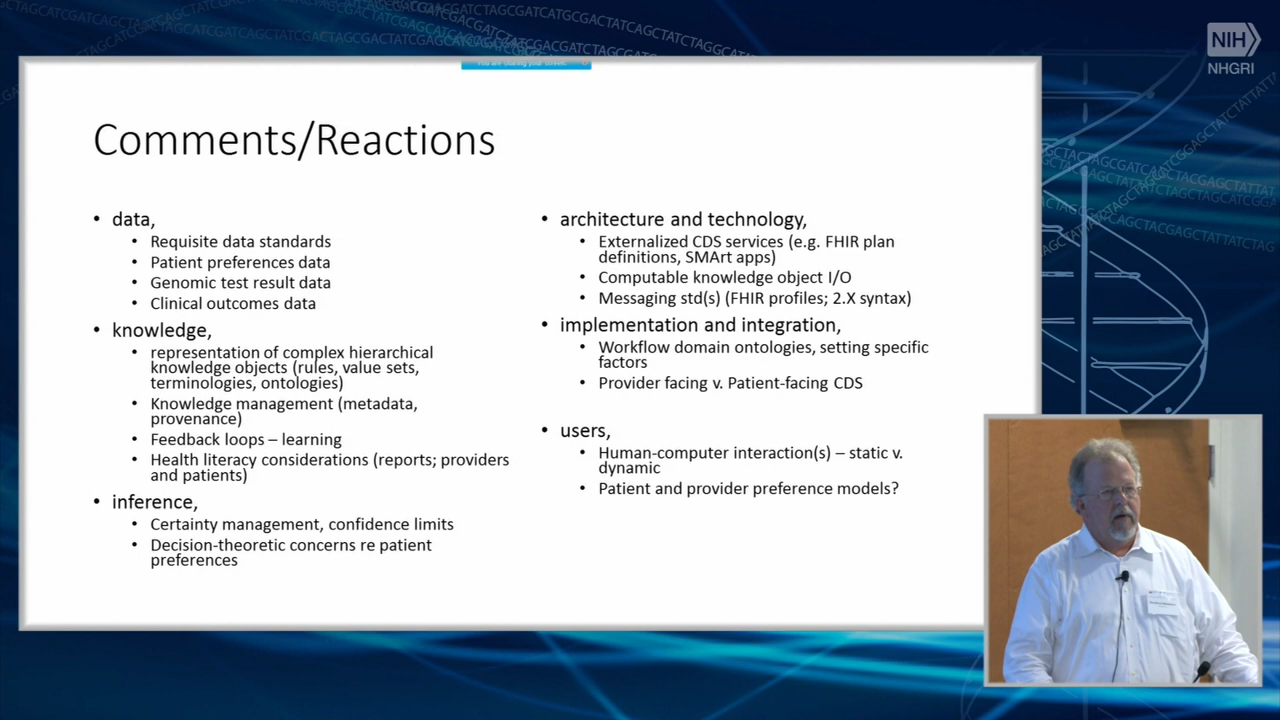 NIH
NHGRI
You are sharing your screen.
Comments/Reactions
• data,
• Requisite data standards
• Patient preferences data
• Genomic test result data
• Clinical outcomes data
• knowledge,
• representation of complex hierarchical
knowledge objects (rules, value sets,
terminologies, ontologies)
• Knowledge management (metadata,
provenance)
• Feedback loops – learning
• Health literacy considerations (reports; providers
and patients)
• inference,
• Certainty management, confidence limits
• Decision-theoretic concerns re patient
preferences
• architecture and technology,
• Externalized CDS services (e.g. FHIR plan
definitions, SMArt apps)
• Computable knowledge object I/O
• Messaging std(s) (FHIR profiles; 2.X syntax)
• implementation and integration,
• Workflow domain ontologies, setting specific
factors
• Provider facing v. Patient-facing CDS
• users,
• Human-computer interaction(s) – static v.
dynamic
• Patient and provider preference models?